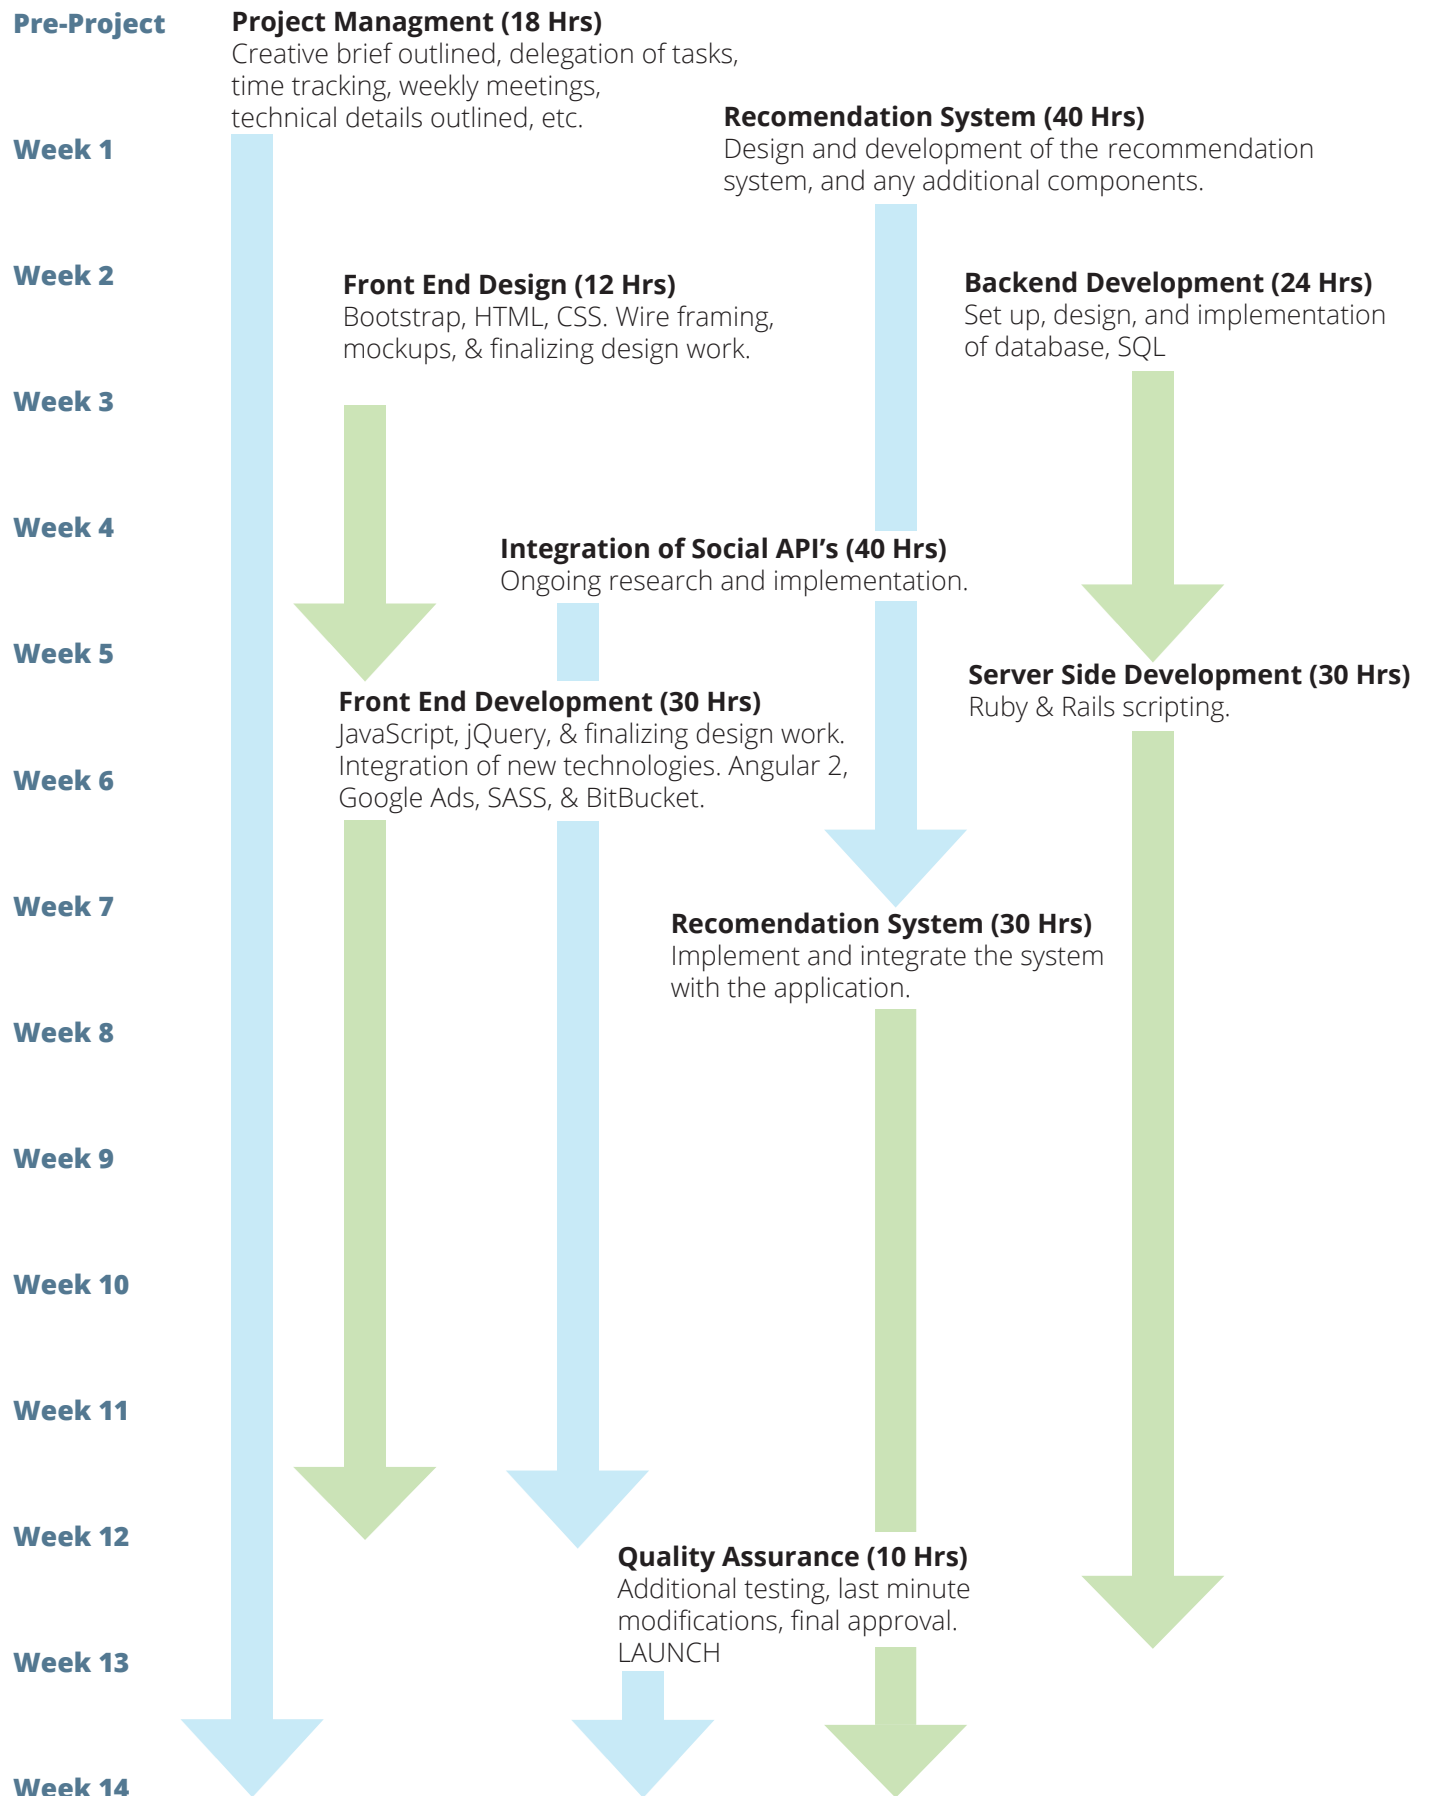 Pre-Project
Project Managment (18 Hrs)
Creative brief outlined, delegation of tasks,
time tracking, weekly meetings,
technical details outlined, etc.
Recomendation System (40 Hrs)
Design and development of the recommendation
system, and any additional components.
Week 1
Week 2
Front End Design (12 Hrs)
Bootstrap, HTML, CSS. Wire framing,
mockups, & finalizing design work.
Backend Development (24 Hrs)
Set up, design, and implementation
of database, SQL
Week 3
Week 4
Integration of Social API’s (40 Hrs)
Ongoing research and implementation.
Week 5
Front End Development (30 Hrs)
JavaScript, jQuery, & finalizing design work.
Integration of new technologies. Angular 2,
Google Ads, SASS, & BitBucket.
Server Side Development (30 Hrs)
Ruby & Rails scripting.
Week 6
Week 7
Recomendation System (30 Hrs)
Implement and integrate the system
with the application.
Week 8
Week 9
Week 10
Week 11
Week 12
Quality Assurance (10 Hrs)
Additional testing, last minute
modifications, final approval.
LAUNCH
Week 13
Week 14